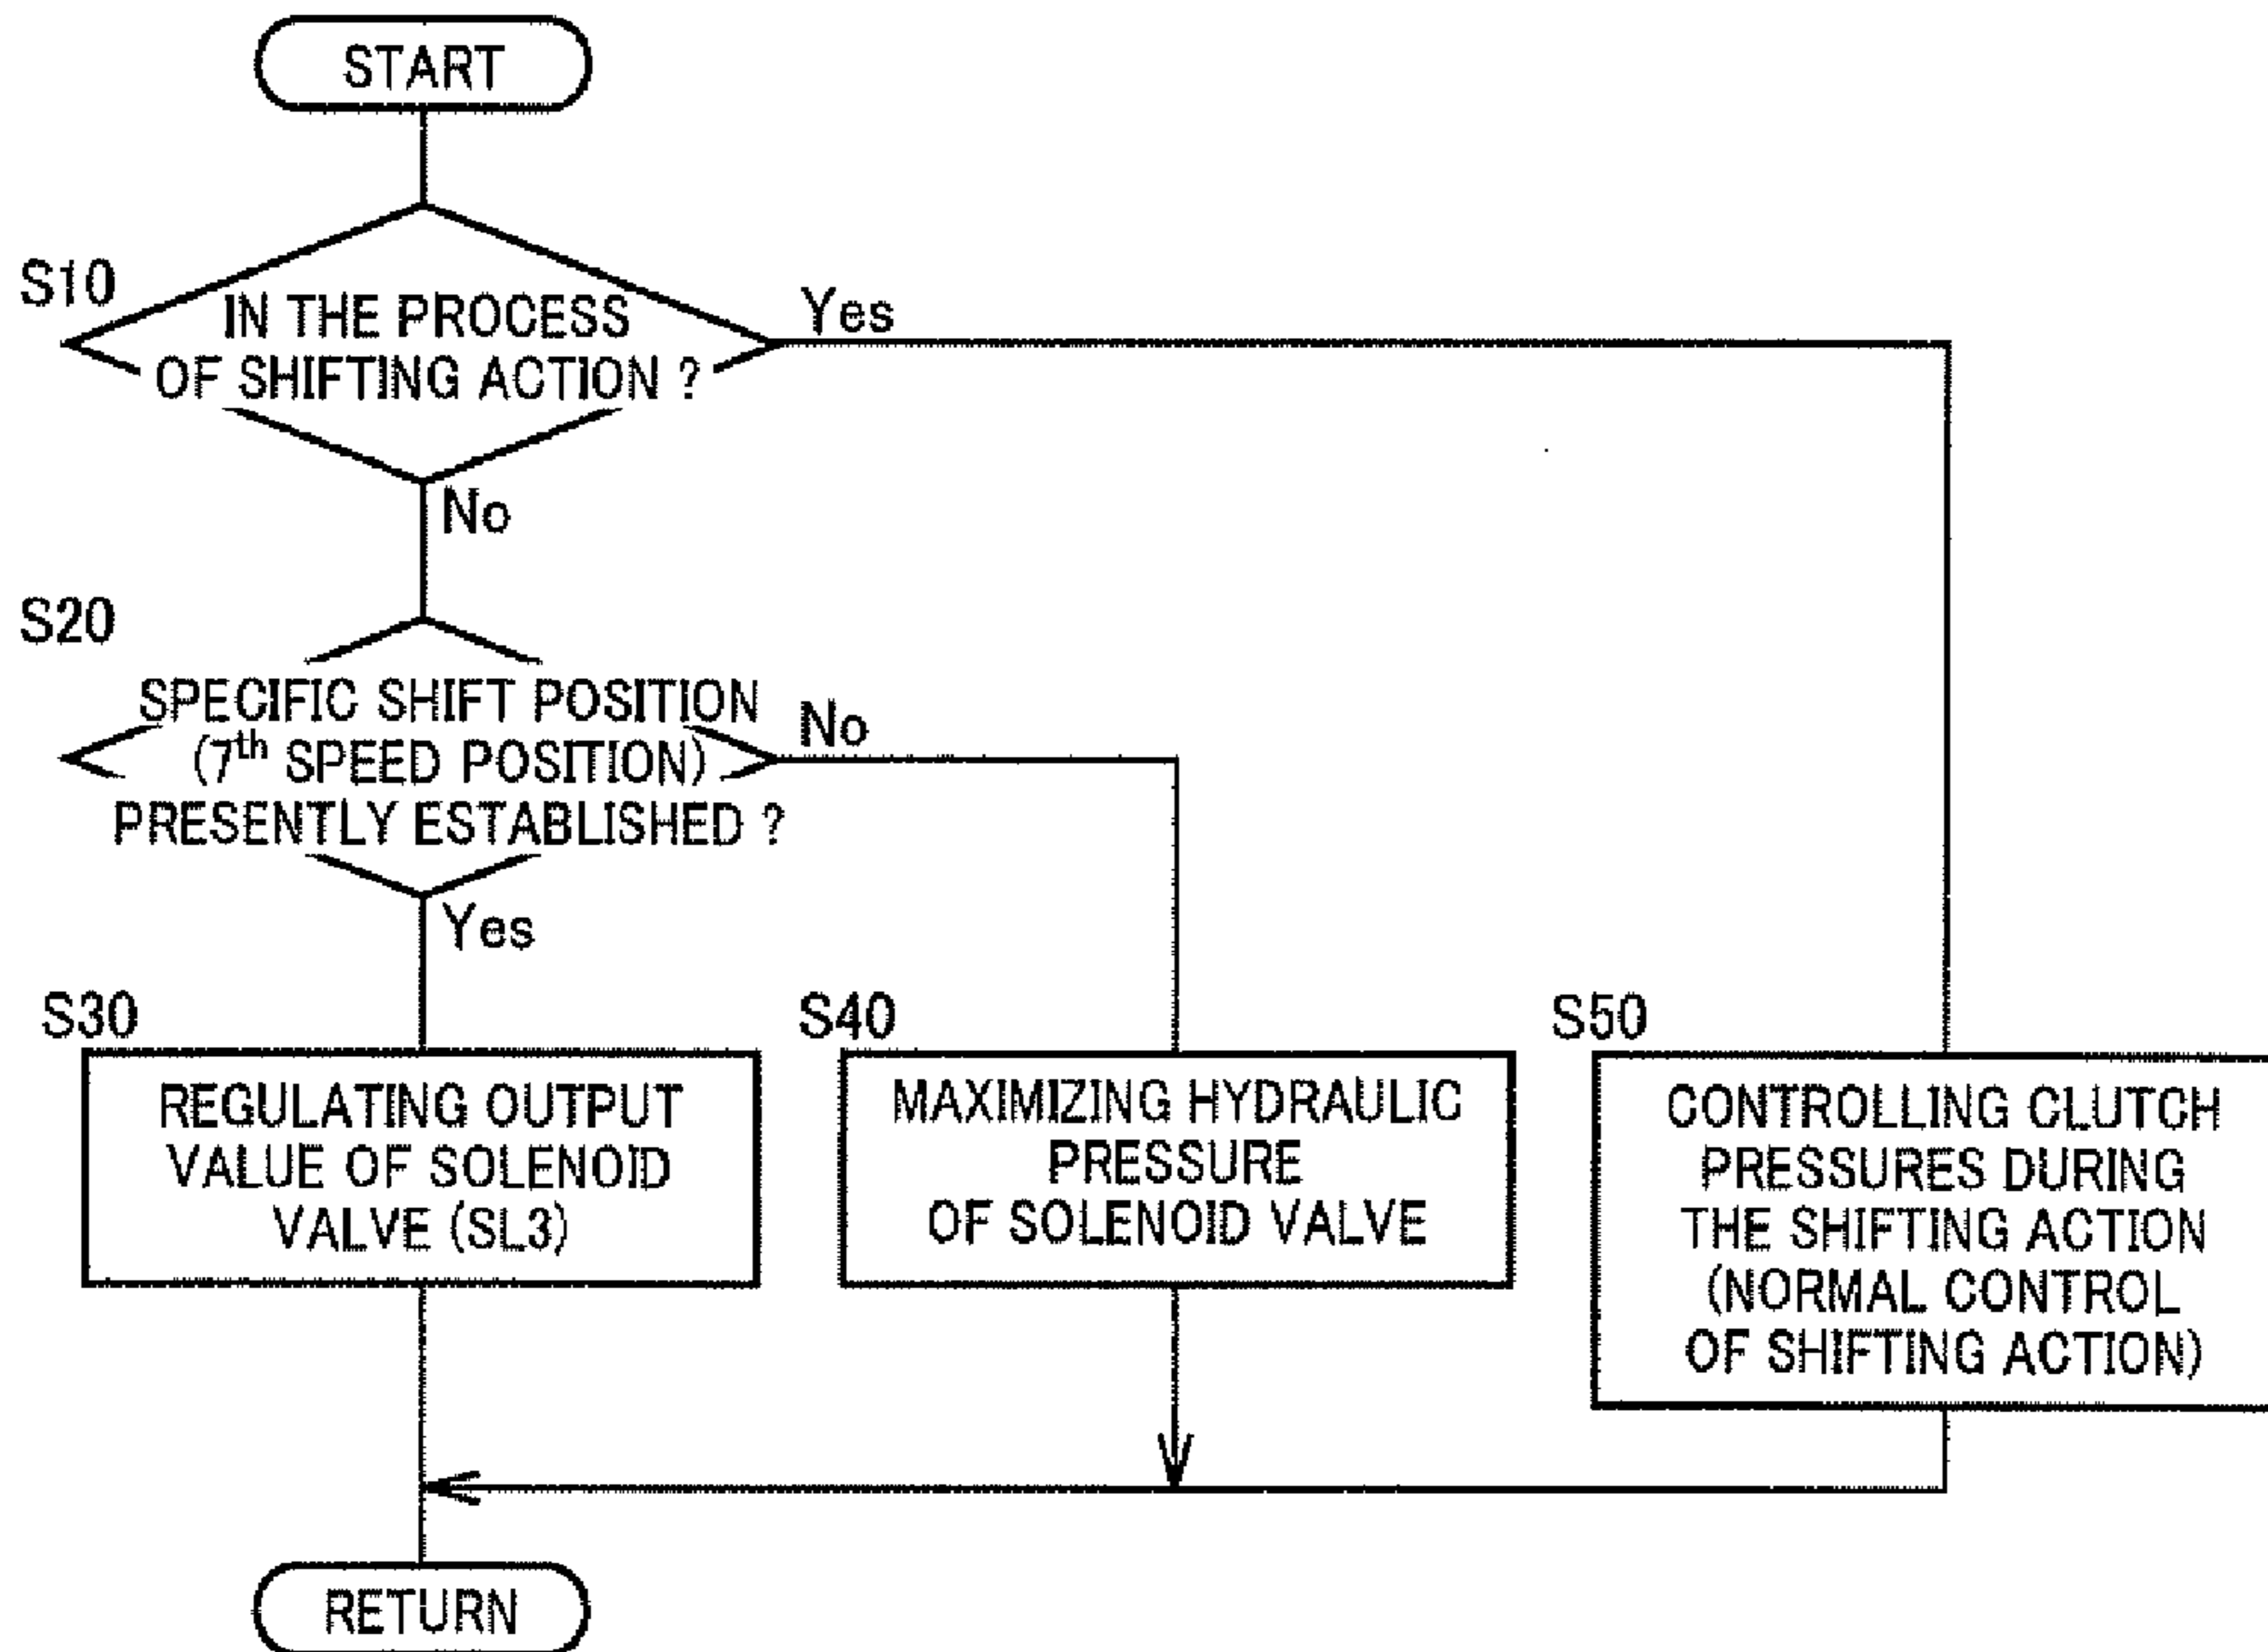 START
S10
IN THE PROCESS
OF SHIFTING ACTION ?
Yes
No
S20
SPECIFIC SHIFT POSITION
(7th SPEED POSITION)
PRESENTLY ESTABLISHED ?
No
Yes
S30
REGULATING OUTPUT
VALUE OF SOLENOID
VALVE (SL3)
S40
MAXIMIZING HYDRAULIC
PRESSURE
OF SOLENOID VALVE
S50
CONTROLLING CLUTCH
PRESSURES DURING
THE SHIFTING ACTION
(NORMAL CONTROL
OF SHIFTING ACTION)
RETURN